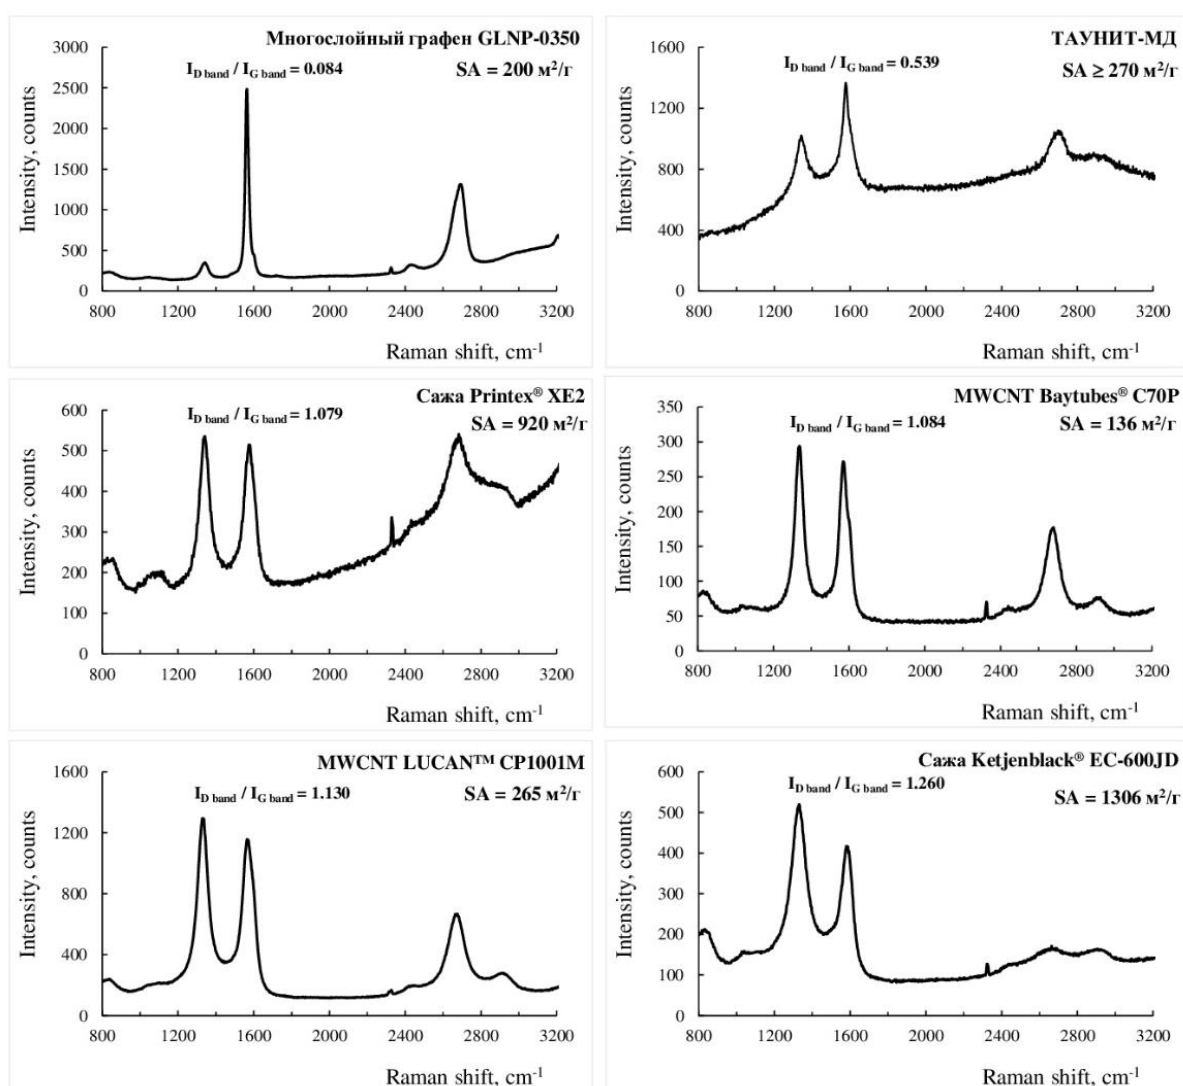 Многослойный графен GLNP-0350
I_D band / I_G band = 0.084
SA = 200 м²/г
Intensity, counts
3000
2500
2000
1500
1000
500
0
800 1200 1600 2000 2400 2800 3200
Raman shift, cm⁻¹
ТАУНИТ-МД
I_D band / I_G band = 0.539
SA ≥ 270 м²/г
Intensity, counts
1600
1200
800
400
0
800 1200 1600 2000 2400 2800 3200
Raman shift, cm⁻¹
Сажа Printex® XE2
I_D band / I_G band = 1.079
SA = 920 м²/г
Intensity, counts
600
500
400
300
200
100
0
800 1200 1600 2000 2400 2800 3200
Raman shift, cm⁻¹
MWCNT Baytubes® C70P
I_D band / I_G band = 1.084
SA = 136 м²/г
Intensity, counts
350
300
250
200
150
100
50
0
800 1200 1600 2000 2400 2800 3200
Raman shift, cm⁻¹
MWCNT LUCAN™ CP1001M
I_D band / I_G band = 1.130
SA = 265 м²/г
Intensity, counts
1600
1200
800
400
0
800 1200 1600 2000 2400 2800 3200
Raman shift, cm⁻¹
Сажа Ketjenblack® EC-600JD
I_D band / I_G band = 1.260
SA = 1306 м²/г
Intensity, counts
600
500
400
300
200
100
0
800 1200 1600 2000 2400 2800 3200
Raman shift, cm⁻¹